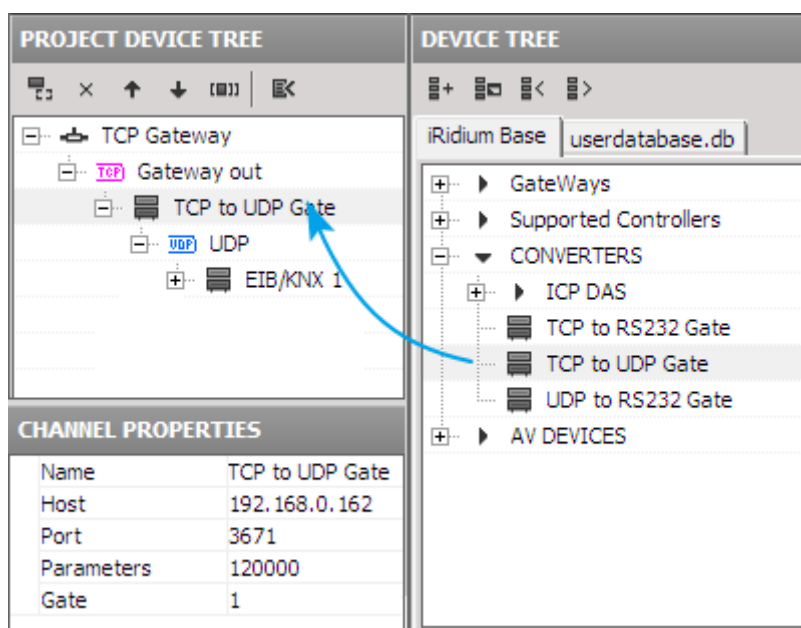 PROJECT DEVICE TREE
TCP Gateway
TCP Gateway out
TCP to UDP Gate
UDP UDP
EIB/KNX 1
CHANNEL PROPERTIES
Name TCP to UDP Gate
Host 192.168.0.162
Port 3671
Parameters 120000
Gate 1
DEVICE TREE
iRidium Base userdatabase.db
GateWays
Supported Controllers
CONVERTERS
ICP DAS
TCP to RS232 Gate
TCP to UDP Gate
UDP to RS232 Gate
AV DEVICES